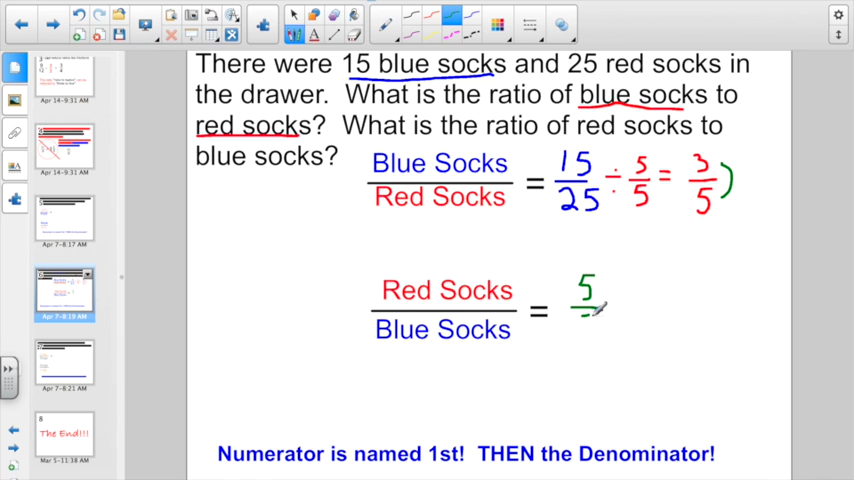 There were 15 blue socks and 25 red socks in
the drawer. What is the ratio of blue socks to
red socks? What is the ratio of red socks to
blue socks?
Blue Socks
Red Socks
= 15/25 ÷ 5/5 = 3/5 )
Red Socks
Blue Socks
= 5
Numerator is named 1st! THEN the Denominator!
Apr 4-9:31 AM
Apr 14-9:31 AM
Apr 7-8:17 AM
Apr 7-8:19 AM
Apr 7-8:21 AM
8
The End!!!
Mar 5-11:38 AM